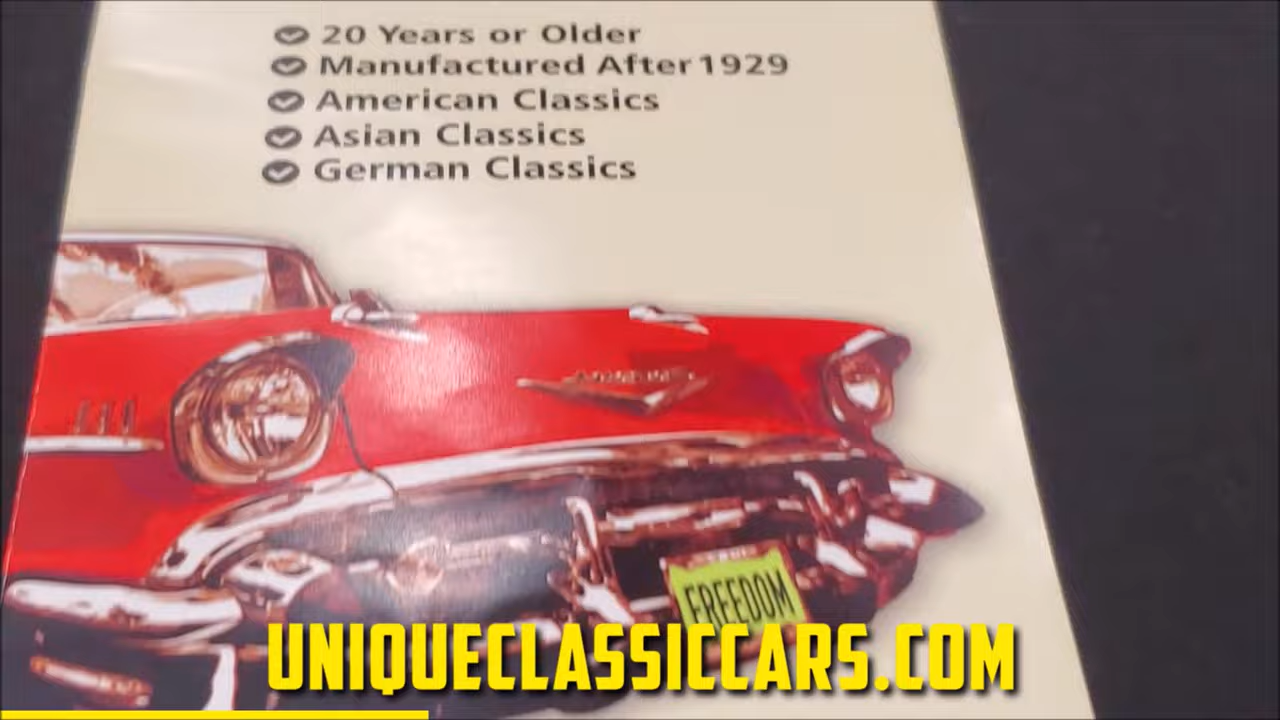 20 Years or Older
Manufactured After 1929
American Classics
Asian Classics
German Classics
FREEDOM
UNIQUECLASSICCARS.COM